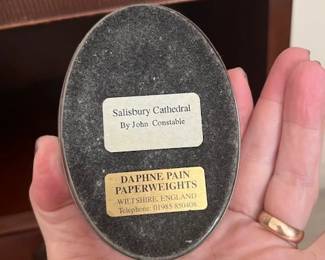 Salisbury Cathedral
By John Constable
DAPHNE PAIN
PAPERWEIGHTS
WILTSHIRE, ENGLAND
Telephone: 01985 850408